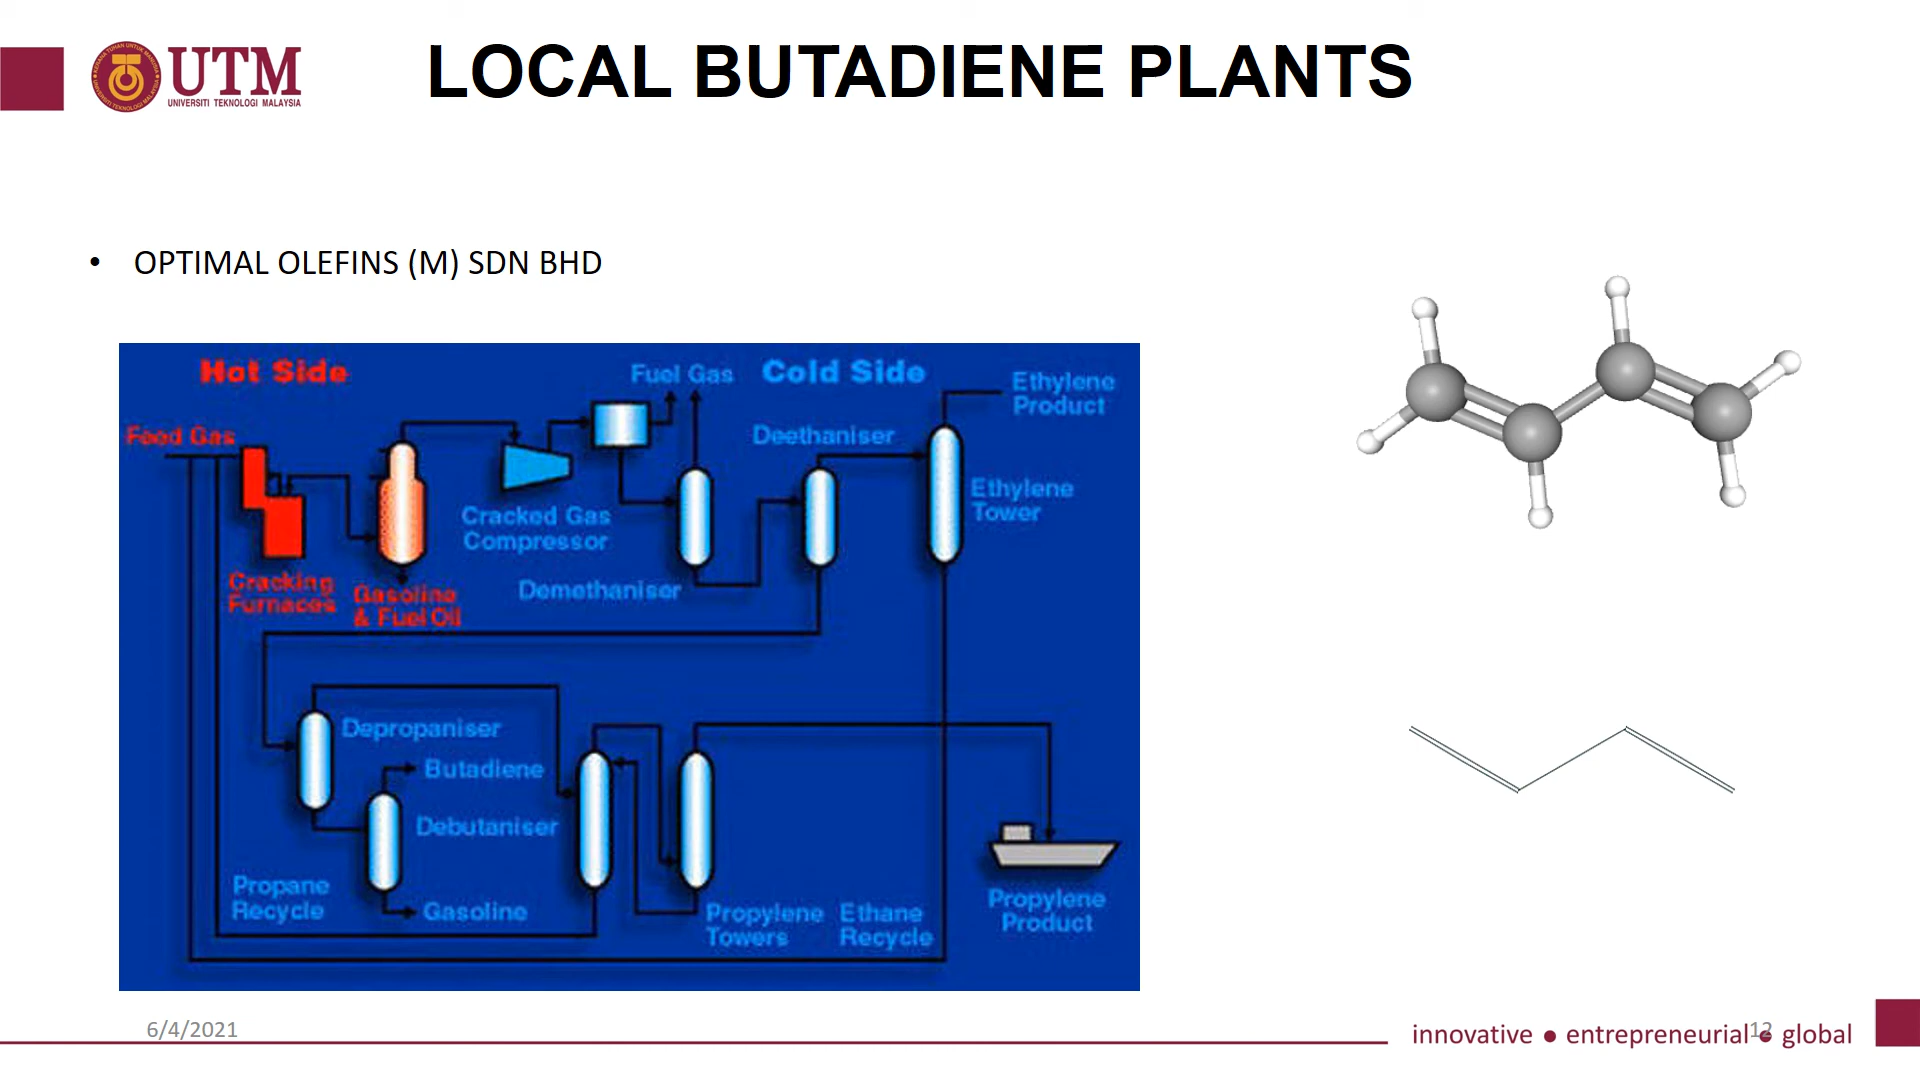 UTM
UNIVERSITI TEKNOLOGI MALAYSIA
LOCAL BUTADIENE PLANTS
• OPTIMAL OLEFINS (M) SDN BHD
Hot Side
Fuel Gas
Cold Side
Ethylene
Product
Feed Gas
Deethaniser
Ethylene
Tower
Cracked Gas
Compressor
Cracking
Furnaces
Gasoline
& Fuel Oil
Demethaniser
Depropaniser
Butadiene
Debutaniser
Propane
Recycle
Gasoline
Propylene
Towers
Ethane
Recycle
Propylene
Product
6/4/2021
innovative ● entrepreneurial ● global
12